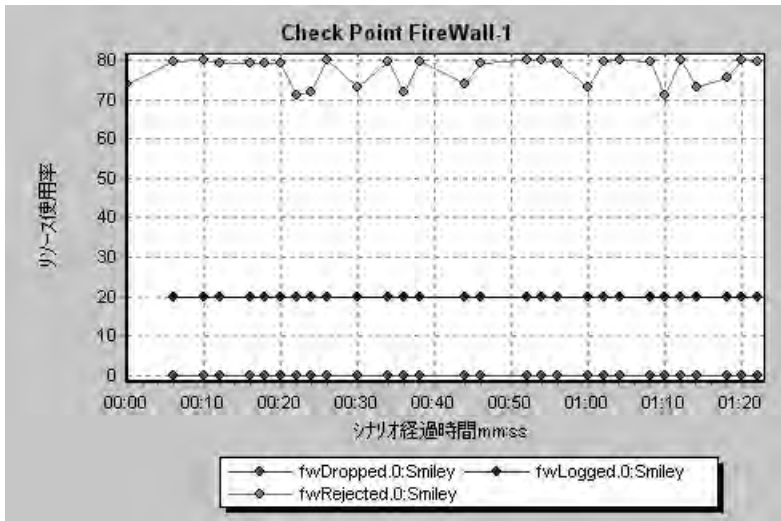 Check Point FireWall-1
リソース使用率
80
70
60
50
40
30
20
10
0
00:00 00:10 00:20 00:30 00:40 00:50 01:00 01:10 01:20
シナリオ経過時間mm:ss
fwDropped.0:Smiley fwLogged.0:Smiley
fwRejected.0:Smiley